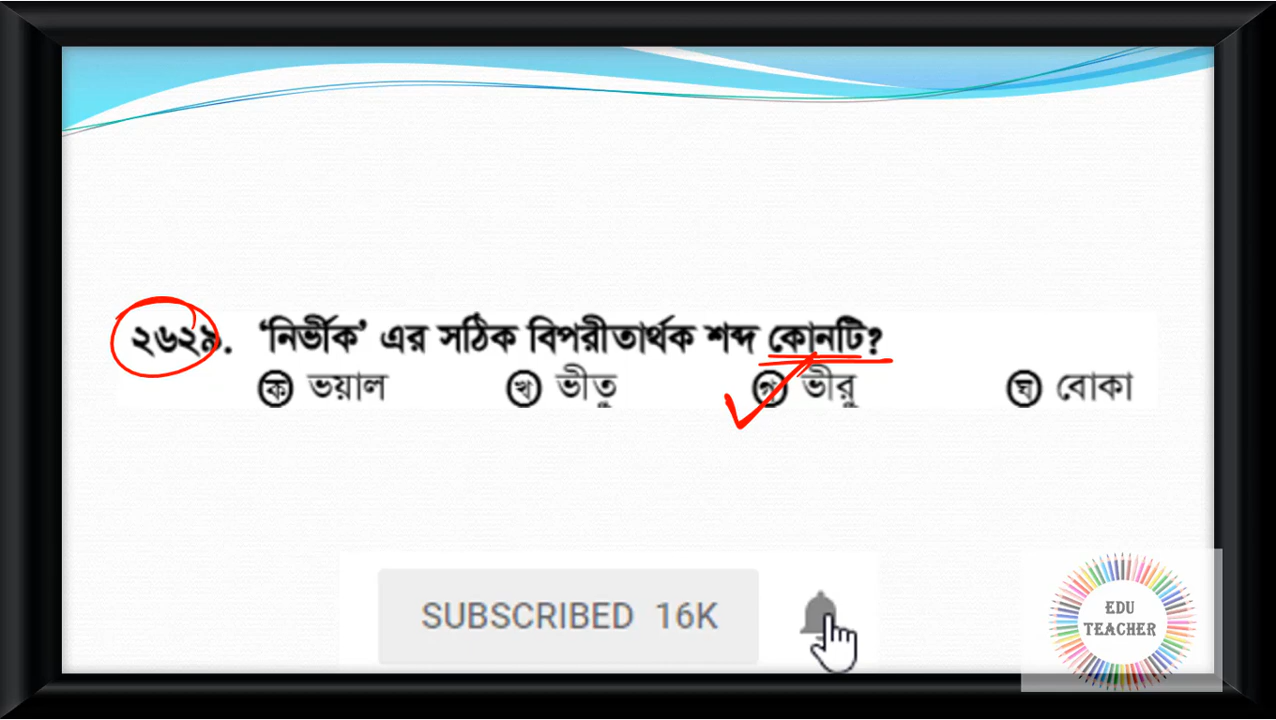 ২৬২৯. ‘নির্ভীক’ এর সঠিক বিপরীতার্থক শব্দ কোনটি?
ক ভয়াল খ ভীতু গ ভীরু ঘ বোকা
SUBSCRIBED 16K
EDU
TEACHER